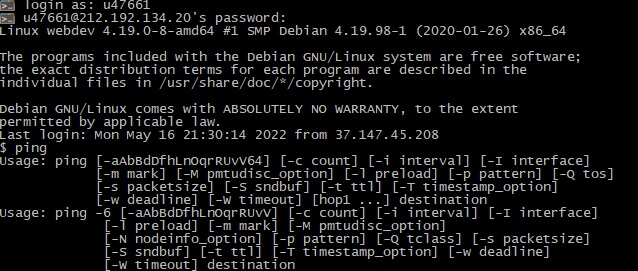 login as: u47661
u47661@212.192.134.20's password:
Linux webdev 4.19.0-8-amd64 #1 SMP Debian 4.19.98-1 (2020-01-26) x86_64
The programs included with the Debian GNU/Linux system are free software;
the exact distribution terms for each program are described in the
individual files in /usr/share/doc/*/copyright.
Debian GNU/Linux comes with ABSOLUTELY NO WARRANTY, to the extent
permitted by applicable law.
Last login: Mon May 16 21:30:14 2022 from 37.147.45.208
$ ping
Usage: ping [-aAbBdDfhLnOqrRUvV64] [-c count] [-i interval] [-I interface]
[-m mark] [-M pmtudisc_option] [-l preload] [-p pattern] [-Q tos]
[-s packetsize] [-S sndbuf] [-t ttl] [-T timestamp_option]
[-w deadline] [-W timeout] [hop1 ...] destination
Usage: ping -6 [-aAbBdDfhLnOqrRUvV] [-c count] [-i interval] [-I interface]
[-l preload] [-m mark] [-M pmtudisc_option]
[-N nodeinfo_option] [-p pattern] [-Q tclass] [-s packetsize]
[-S sndbuf] [-t ttl] [-T timestamp_option] [-w deadline]
[-W timeout] destination